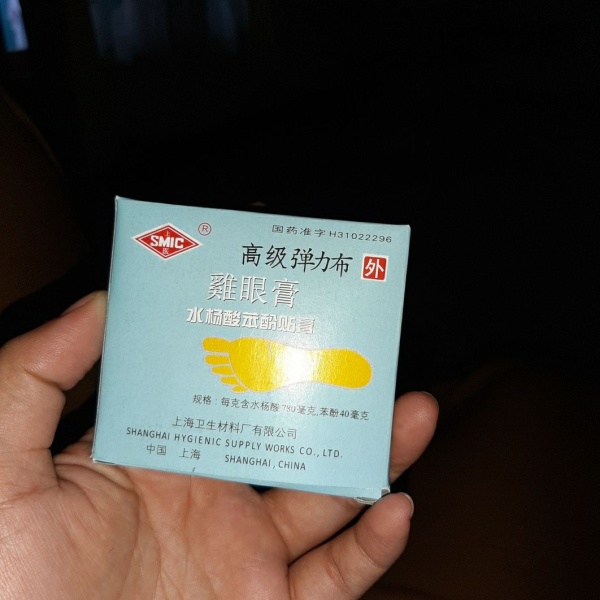 国药准字H31022296
上
SMIC
医
®
高级弹力布
外
雞眼膏
水杨酸苯酚贴膏
规格:每克含水杨酸780毫克,苯酚40毫克
上海卫生材料厂有限公司
SHANGHAI HYGIENIC SUPPLY WORKS CO., LTD.
中国 上海 SHANGHAI, CHINA